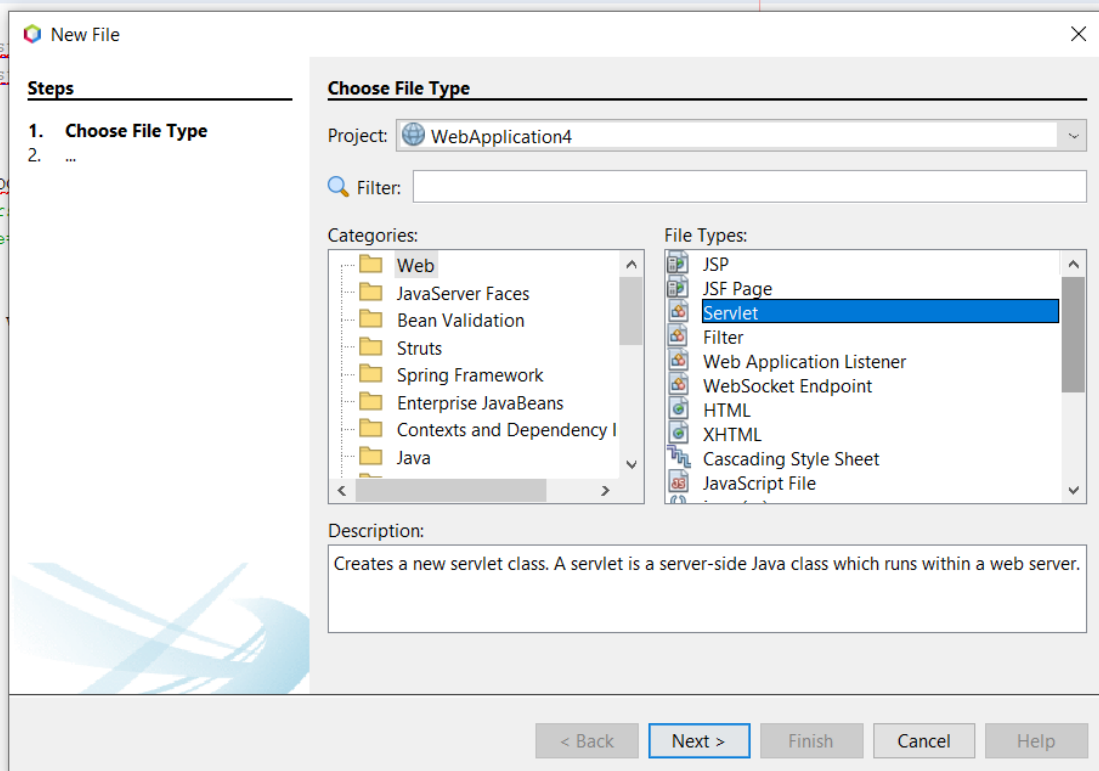 New File
Steps
1. Choose File Type
2. ...
Choose File Type
Project: WebApplication4
Filter:
Categories:
Web
JavaServer Faces
Bean Validation
Struts
Spring Framework
Enterprise JavaBeans
Contexts and Dependency I
Java
File Types:
JSP
JSF Page
Servlet
Filter
Web Application Listener
WebSocket Endpoint
HTML
XHTML
Cascading Style Sheet
JavaScript File
Description:
Creates a new servlet class. A servlet is a server-side Java class which runs within a web server.
< Back
Next >
Finish
Cancel
Help